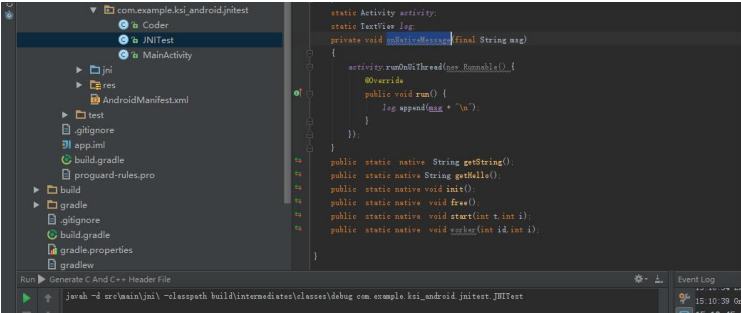 com.example.ksi_android.jnitest
Coder
JNITest
MainActivity
jni
res
AndroidManifest.xml
test
.gitignore
app.iml
build.gradle
proguard-rules.pro
build
gradle
.gitignore
build.gradle
gradle.properties
gradlew
static Activity activity;
static TextView log;
private void onNativeMessage(final String msg)
{
activity.runOnUiThread(new Runnable() {
@Override
public void run() {
log.append(msg + "\n");
}
});
}
public static native String getString();
public static native String getHello();
public static native void init();
public static native void free();
public static native void start(int t,int i);
public static native void worker(int id,int i);
}
Run Generate C And C++ Header File
Event Log
javah -d src\main\jni\ -classpath build\intermediates\classes\debug com.example.ksi_android.jnitest.JNITest
15:10:39